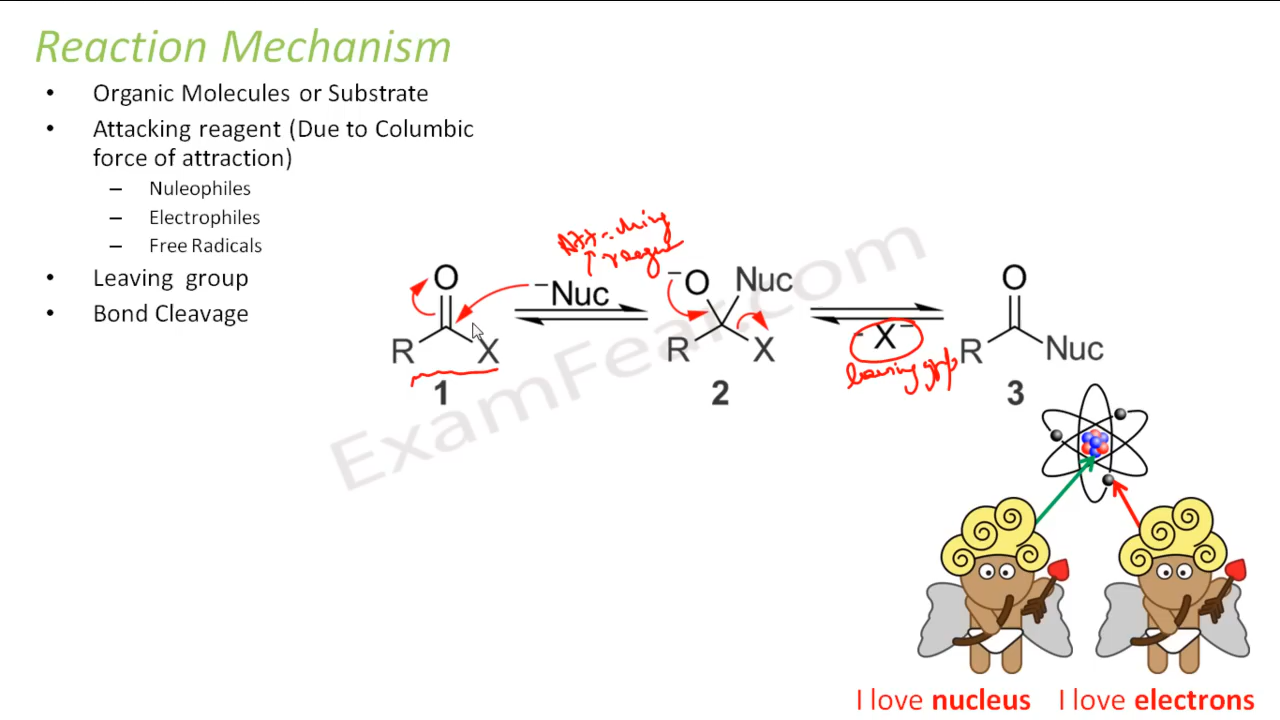 Reaction Mechanism
• Organic Molecules or Substrate
• Attacking reagent (Due to Columbic
force of attraction)
– Nuleophiles
– Electrophiles
– Free Radicals
• Leaving group
• Bond Cleavage
Attacking
reagent
O
R
X
1
⁻Nuc
⁻O
Nuc
R
X
2
- X⁻
leaving grp
O
R
Nuc
3
ExamFear.com
I love nucleus
I love electrons